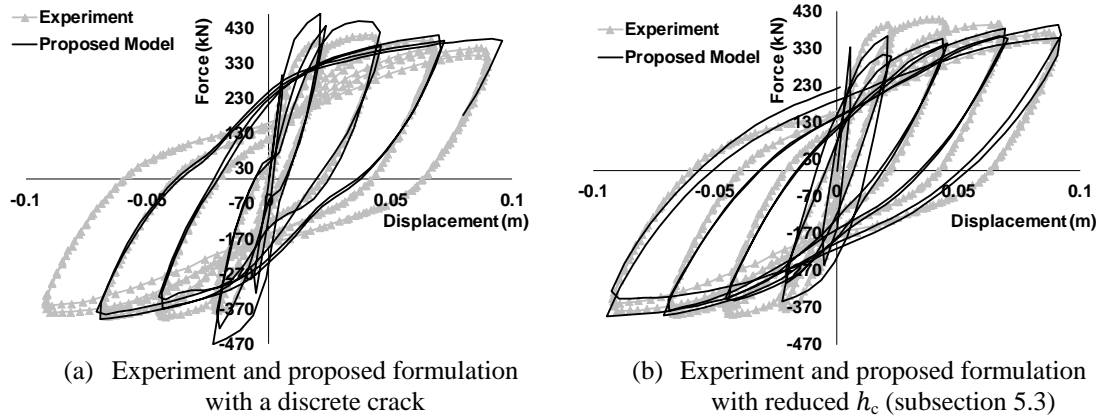 Experiment
Proposed Model
Force (kN)
430
330
230
130
30
-70
-170
-270
-370
-470
-0.1
-0.05
0
0.05
0.1
Displacement (m)
(a) Experiment and proposed formulation
with a discrete crack
Experiment
Proposed Model
Force (kN)
430
330
230
130
30
-70
-170
-270
-370
-470
-0.1
-0.05
0
0.05
0.1
Displacement (m)
(b) Experiment and proposed formulation
with reduced hc (subsection 5.3)